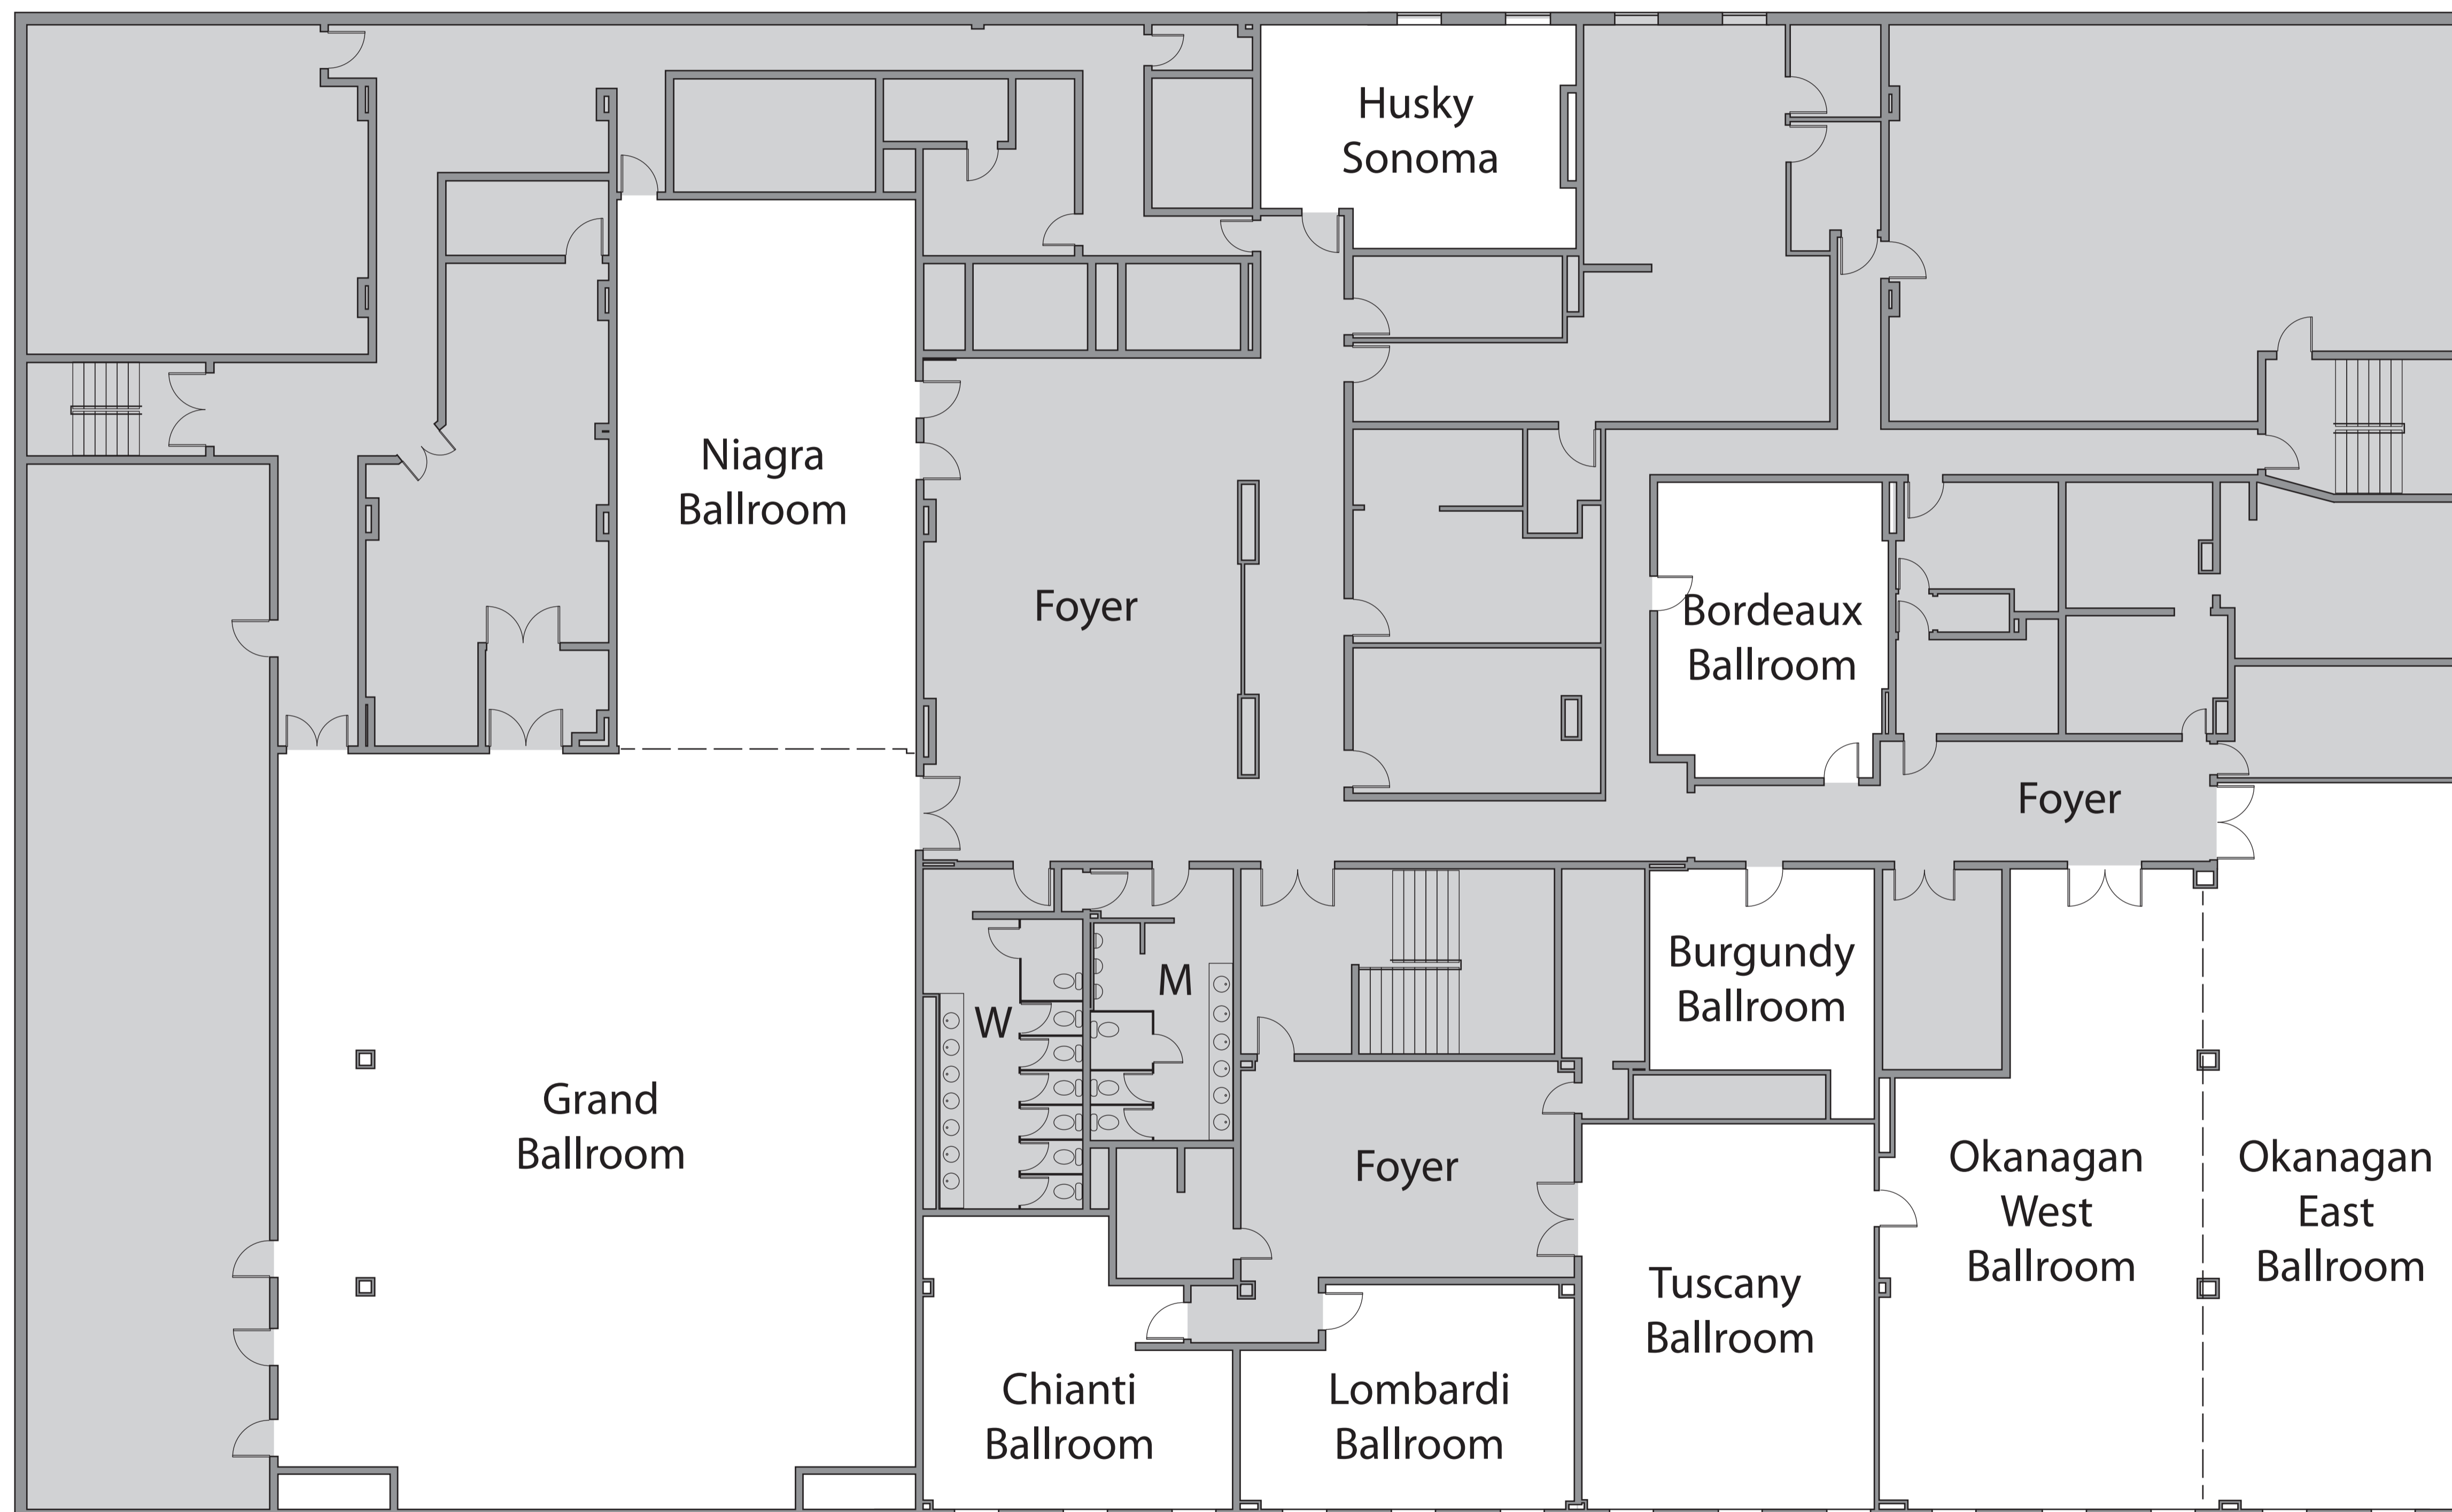 Husky
Sonoma
Niagra
Ballroom
Foyer
Bordeaux
Ballroom
Foyer
Burgundy
Ballroom
M
W
Grand
Ballroom
Foyer
Okanagan
West
Ballroom
Okanagan
East
Ballroom
Tuscany
Ballroom
Chianti
Ballroom
Lombardi
Ballroom